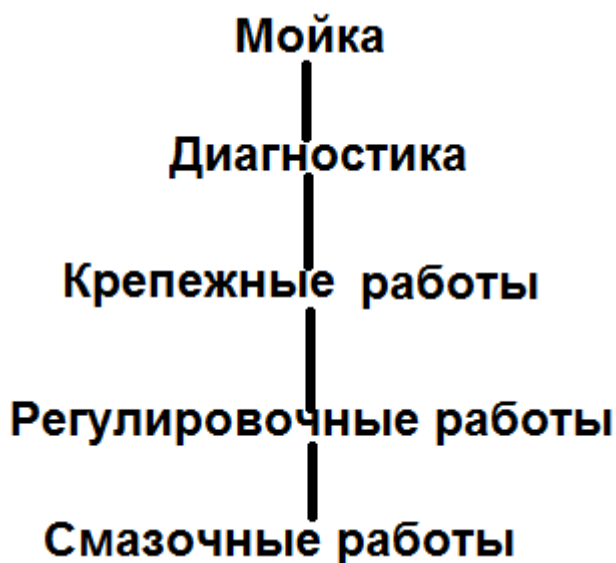 Мойка
Диагностика
Крепежные работы
Регулировочные работы
Смазочные работы